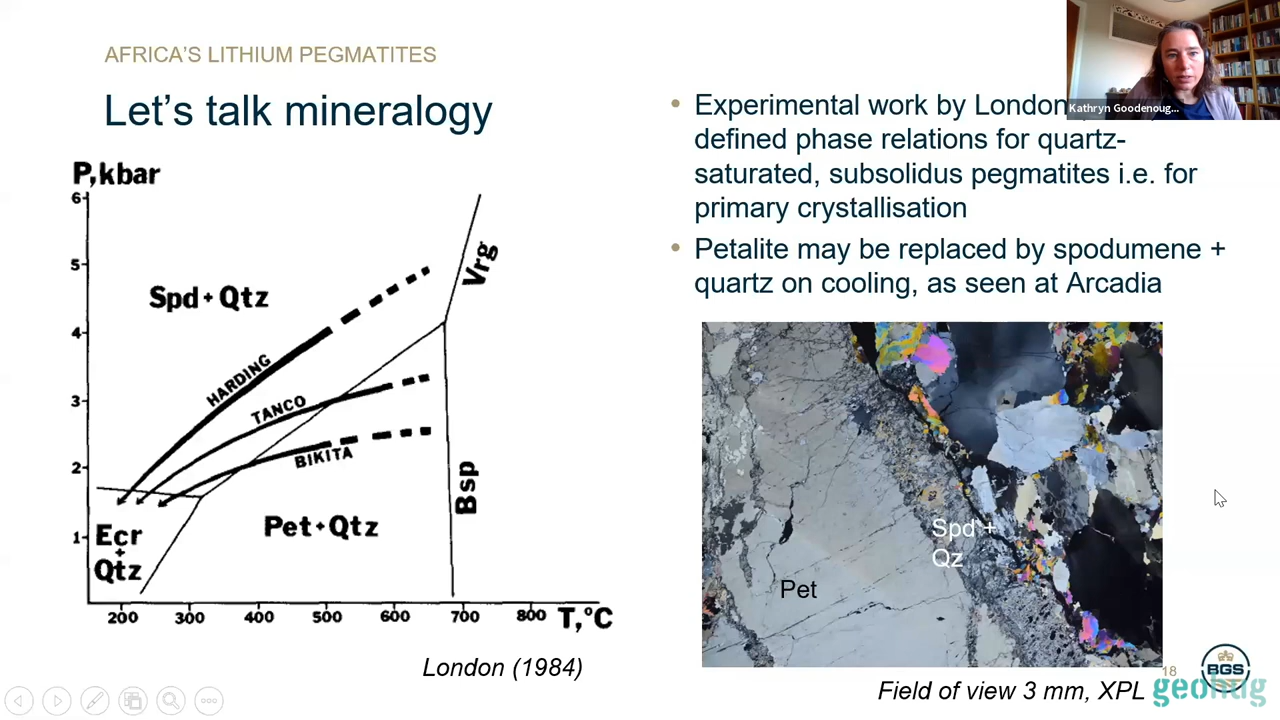 AFRICA'S LITHIUM PEGMATITES
Let's talk mineralogy
P,kbar
6
5
4
3
2
1
Spd + Qtz
Vrg
HARDING
TANCO
BIKITA
Bsp
Ecr
+
Qtz
Pet + Qtz
200 300 400 500 600 700 800 T,°C
London (1984)
• Experimental work by London
defined phase relations for quartz-
saturated, subsolidus pegmatites i.e. for
primary crystallisation
• Petalite may be replaced by spodumene +
quartz on cooling, as seen at Arcadia
Kathryn Goodenoug...
Spd +
Qz
Pet
Field of view 3 mm, XPL
18
BGS
geohug